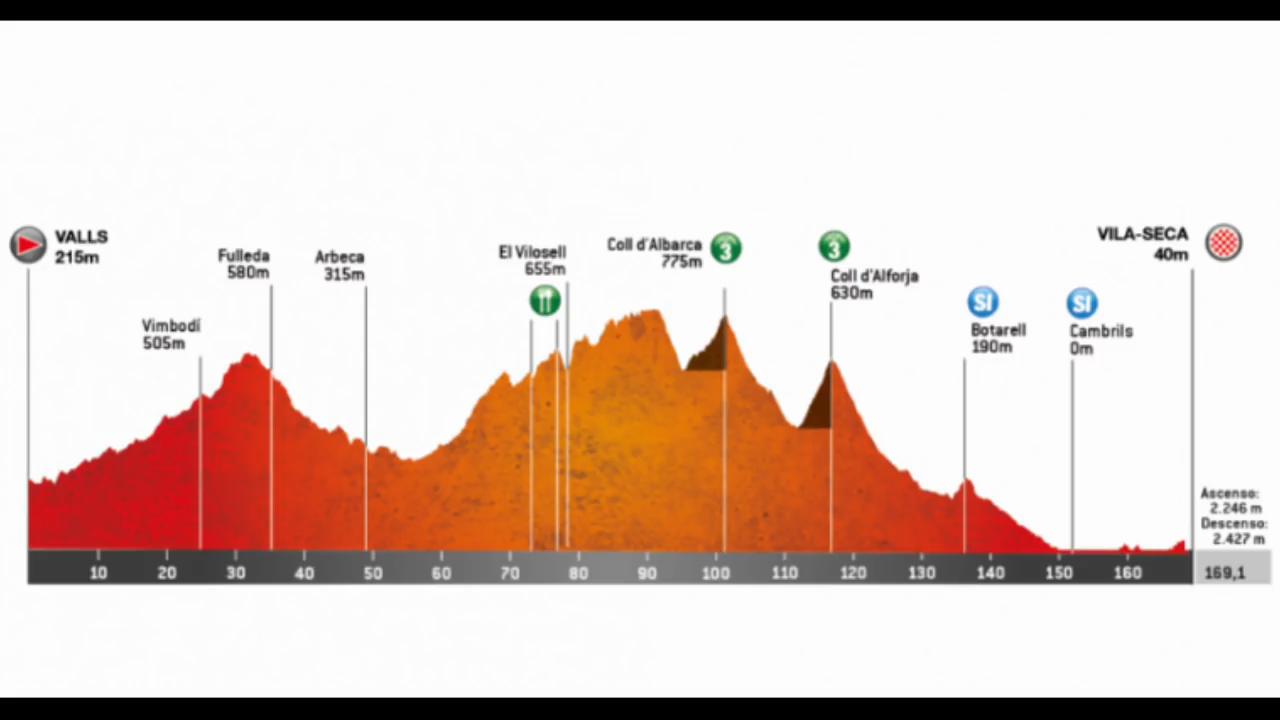 VALLS
215m
Vimbodí
505m
Fulleda
580m
Arbeca
315m
El Vilosell
655m
Coll d'Albarca
775m
3
3
Coll d'Alforja
630m
SI
Botarell
190m
SI
Cambrils
0m
VILA-SECA
40m
Ascenso:
2.246 m
Descenso:
2.427 m
10 20 30 40 50 60 70 80 90 100 110 120 130 140 150 160 169,1